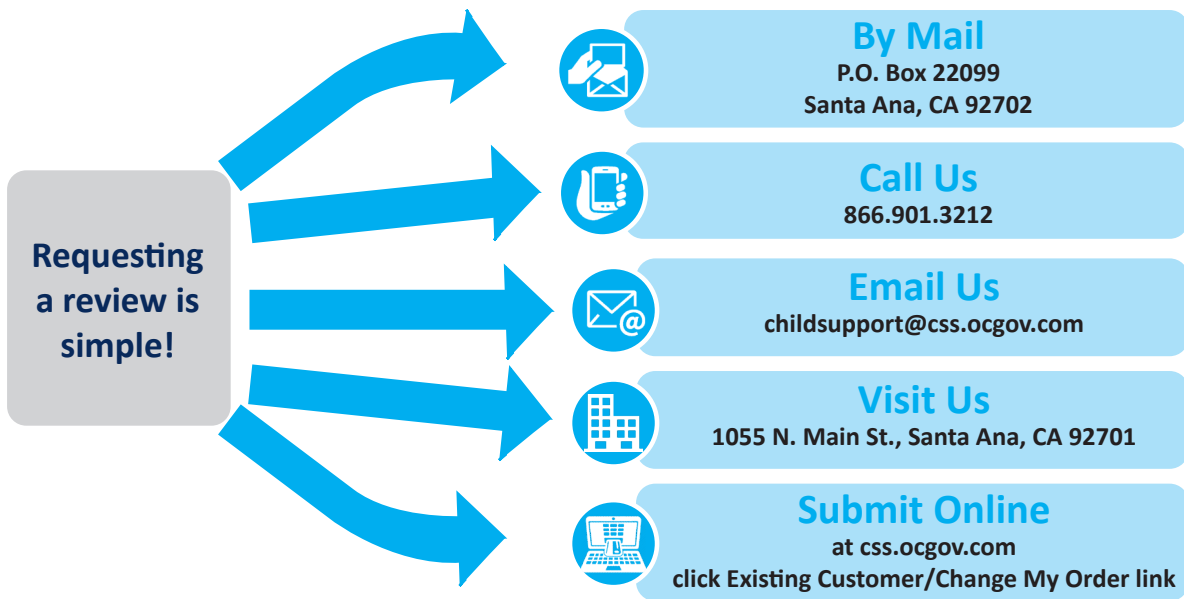 Requesting
a review is
simple!
By Mail
P.O. Box 22099
Santa Ana, CA 92702
Call Us
866.901.3212
Email Us
childsupport@css.ocgov.com
Visit Us
1055 N. Main St., Santa Ana, CA 92701
Submit Online
at css.ocgov.com
click Existing Customer/Change My Order link